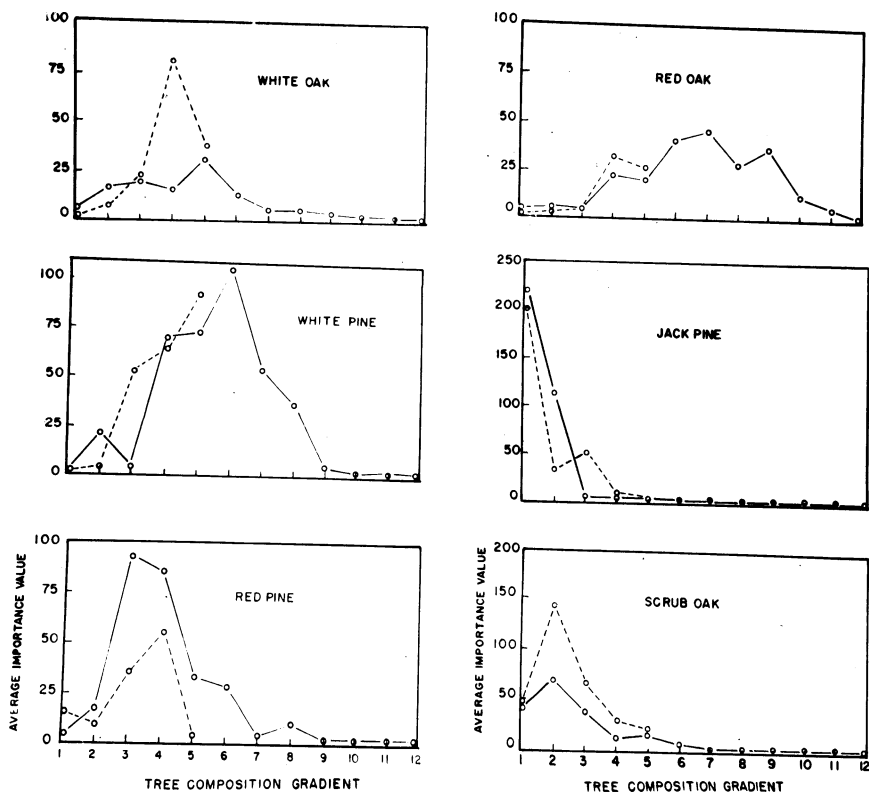 100
75
50
25
0
WHITE OAK
100
75
50
25
0
RED OAK
100
75
50
25
0
WHITE PINE
250
200
150
100
50
0
JACK PINE
100
75
50
25
0
RED PINE
AVERAGE IMPORTANCE VALUE
1 2 3 4 5 6 7 8 9 10 11 12
TREE COMPOSITION GRADIENT
200
150
100
50
0
SCRUB OAK
AVERAGE IMPORTANCE VALUE
1 2 3 4 5 6 7 8 9 10 11 12
TREE COMPOSITION GRADIENT